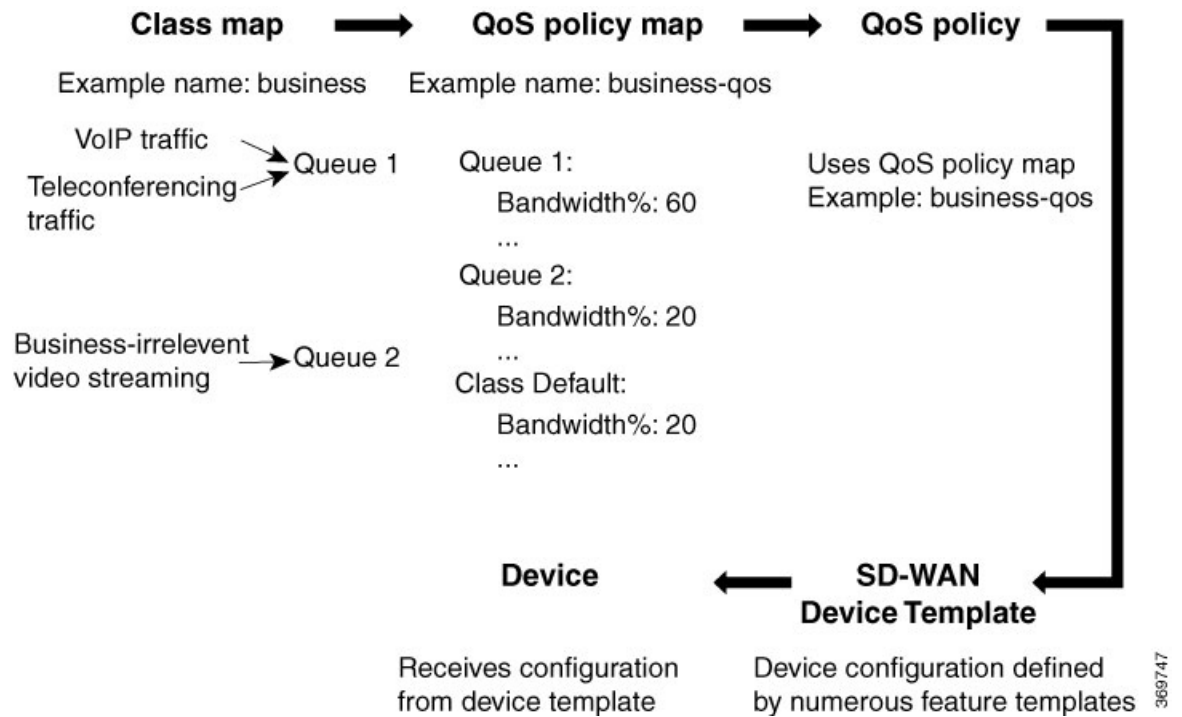 Class map
QoS policy map
QoS policy
Example name: business
Example name: business-qos
VoIP traffic
Teleconferencing
traffic
Queue 1
Queue 1:
Bandwidth%: 60
...
Queue 2:
Bandwidth%: 20
...
Class Default:
Bandwidth%: 20
...
Uses QoS policy map
Example: business-qos
Business-irrelevent
video streaming
Queue 2
Device
SD-WAN
Device Template
Receives configuration
from device template
Device configuration defined
by numerous feature templates
369747